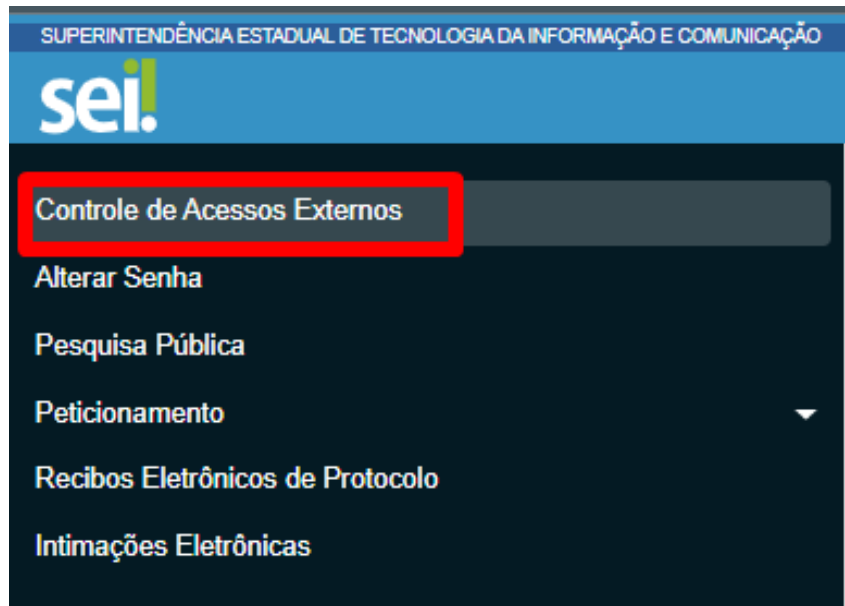 SUPERINTENDÊNCIA ESTADUAL DE TECNOLOGIA DA INFORMAÇÃO E COMUNICAÇÃO
sei!
Controle de Acessos Externos
Alterar Senha
Pesquisa Pública
Peticionamento
Recibos Eletrônicos de Protocolo
Intimações Eletrônicas